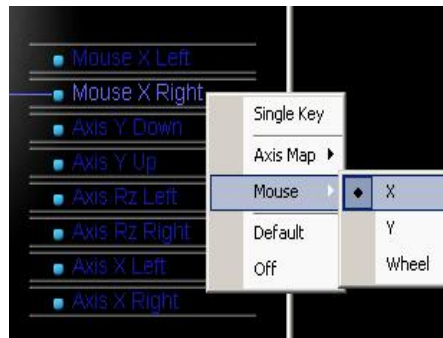 Mouse X Left
Mouse X Right
Axis Y Down
Axis Y Up
Axis Rz Left
Axis Rz Right
Axis X Left
Axis X Right
Single Key
Axis Map
Mouse
Default
Off
X
Y
Wheel